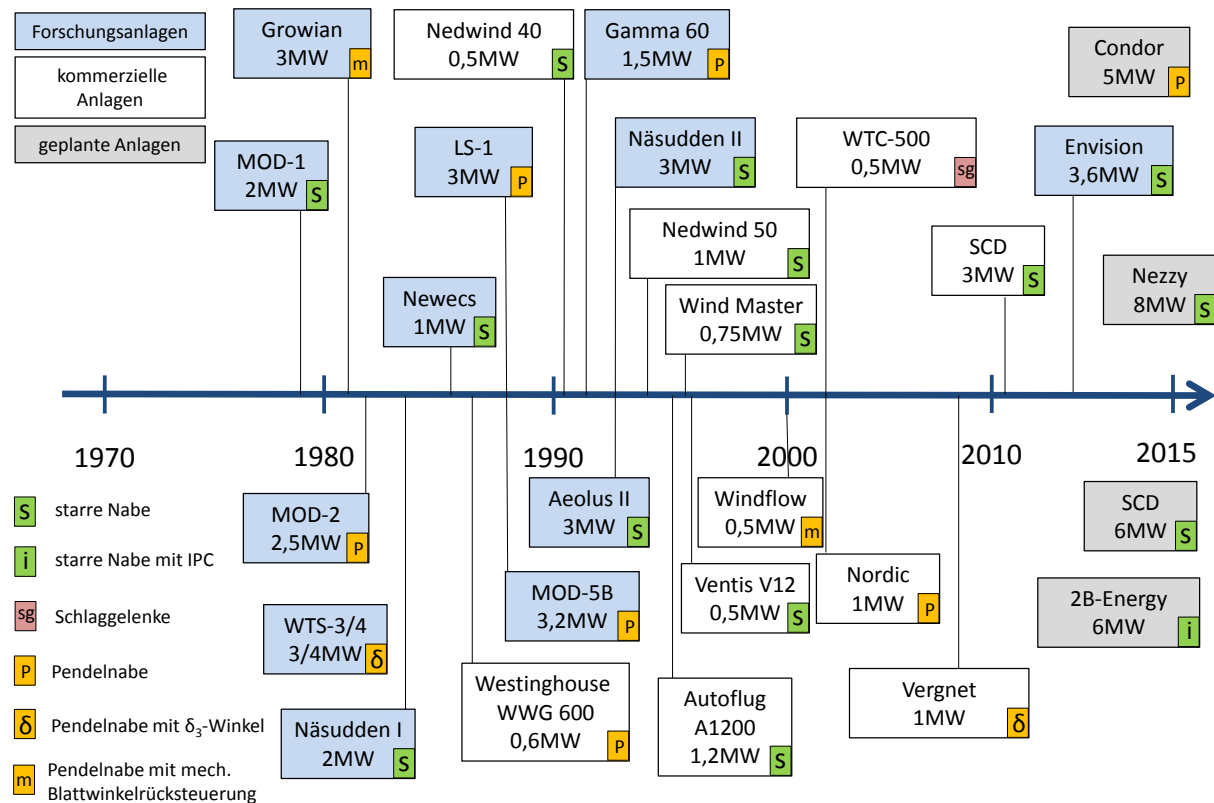 Forschungsanlagen
kommerzielle
Anlagen
geplante Anlagen
Growian
3MW
m
Nedwind 40
0,5MW
S
Gamma 60
1,5MW
P
Condor
5MW
P
MOD-1
2MW
S
LS-1
3MW
P
Näsudden II
3MW
S
WTC-500
0,5MW
sg
Envision
3,6MW
S
Nedwind 50
1MW
S
SCD
3MW
S
Newecs
1MW
S
Wind Master
0,75MW
S
Nezzy
8MW
S
1970
1980
1990
2000
2010
2015
S starre Nabe
i starre Nabe mit IPC
sg Schlaggelenke
P Pendelnabe
δ Pendelnabe mit δ₃-Winkel
m Pendelnabe mit mech.
Blattwinkelrücksteuerung
MOD-2
2,5MW
P
Aeolus II
3MW
S
Windflow
0,5MW
m
SCD
6MW
S
MOD-5B
3,2MW
P
Ventis V12
0,5MW
S
Nordic
1MW
P
2B-Energy
6MW
i
WTS-3/4
3/4MW
δ
Westinghouse
WWG 600
0,6MW
P
Autoflug
A1200
1,2MW
S
Vergnet
1MW
δ
Näsudden I
2MW
S